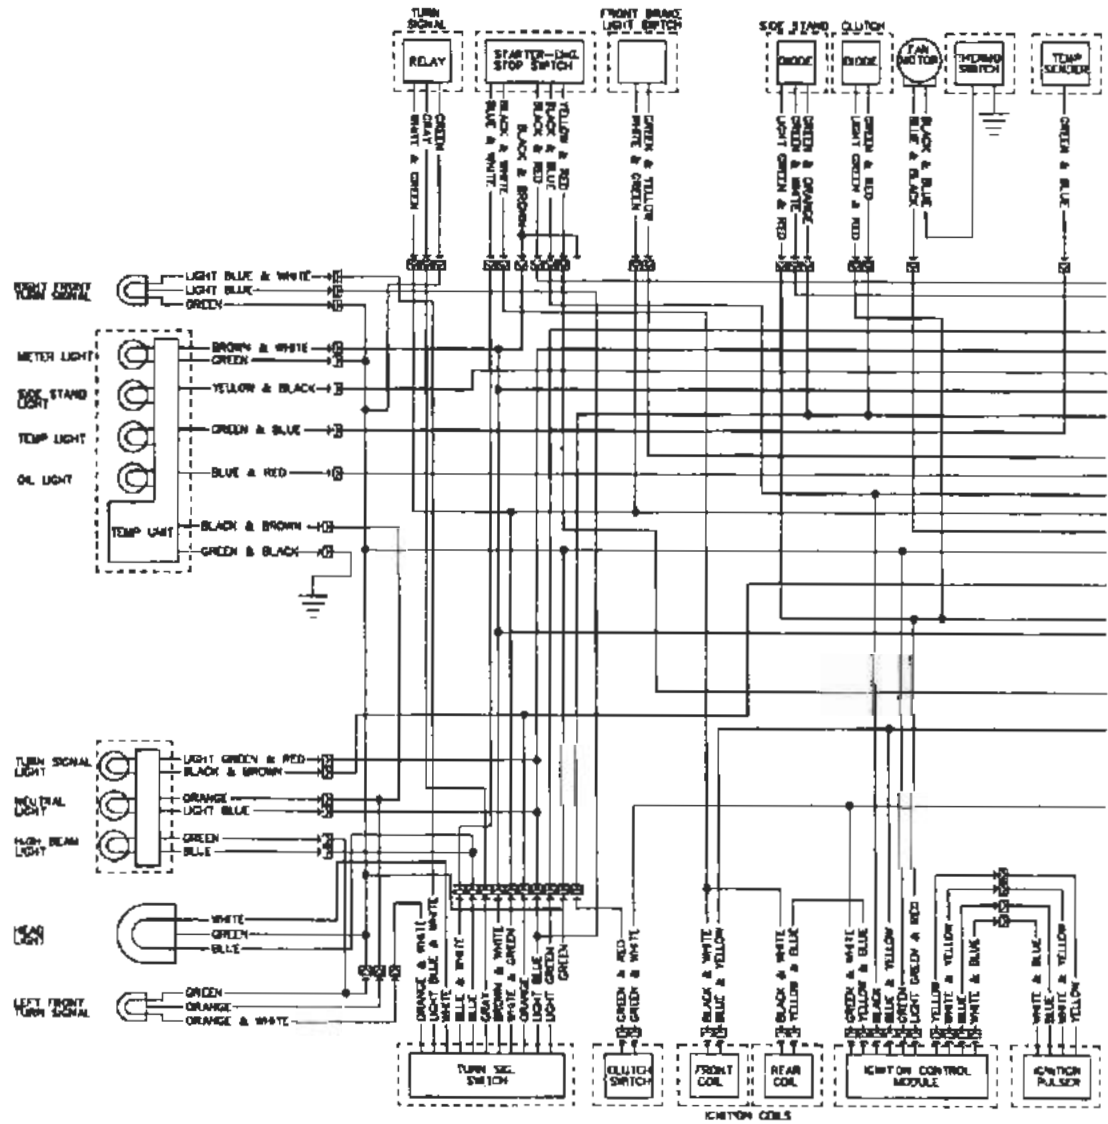 TURN
SIGNAL
FRONT BRAKE
LIGHT SWITCH
SIDE STAND
CLUTCH
RELAY
STARTER-ENG.
STOP SWITCH
DIODE
DIODE
FAN
MOTOR
THERMO
SWITCH
TEMP
SENDER
WHITE & GREEN
GRAY
GREEN
BLUE & WHITE
BLACK & WHITE
BLACK & BROWN
BLACK & RED
BLACK & BLUE
YELLOW & RED
WHITE & GREEN
GREEN & YELLOW
LIGHT GREEN & RED
GREEN & WHITE
GREEN & ORANGE
LIGHT GREEN & RED
GREEN & RED
BLUE & BLACK
BLACK & BLUE
GREEN & BLUE
RIGHT FRONT
TURN SIGNAL
LIGHT BLUE & WHITE
LIGHT BLUE
GREEN
METER LIGHT
BROWN & WHITE
GREEN
SIDE STAND
LIGHT
YELLOW & BLACK
TEMP LIGHT
GREEN & BLUE
OIL LIGHT
BLUE & RED
TEMP UNIT
BLACK & BROWN
GREEN & BLACK
TURN SIGNAL
LIGHT
LIGHT GREEN & RED
BLACK & BROWN
NEUTRAL
LIGHT
ORANGE
LIGHT BLUE
HIGH BEAM
LIGHT
GREEN
BLUE
HEAD
LIGHT
WHITE
GREEN
BLUE
LEFT FRONT
TURN SIGNAL
GREEN
ORANGE
ORANGE & WHITE
ORANGE & WHITE
LIGHT BLUE & WHITE
WHITE
BLUE & WHITE
BLUE
GRAY
BROWN & WHITE
WHITE & GREEN
ORANGE
LIGHT BLUE
LIGHT GREEN
GREEN
GREEN & RED
GREEN & WHITE
BLACK & WHITE
BLUE & YELLOW
BLACK & WHITE
YELLOW & BLUE
GREEN & WHITE
YELLOW & BLUE
BLACK
BLUE & YELLOW
GREEN
LIGHT GREEN & RED
YELLOW
WHITE & YELLOW
BLUE
WHITE & BLUE
WHITE & BLUE
BLUE
WHITE & YELLOW
YELLOW
TURN SIG.
SWITCH
CLUTCH
SWITCH
FRONT
COIL
REAR
COIL
IGNITION CONTROL
MODULE
IGNITION
PULSER
IGNITION COILS